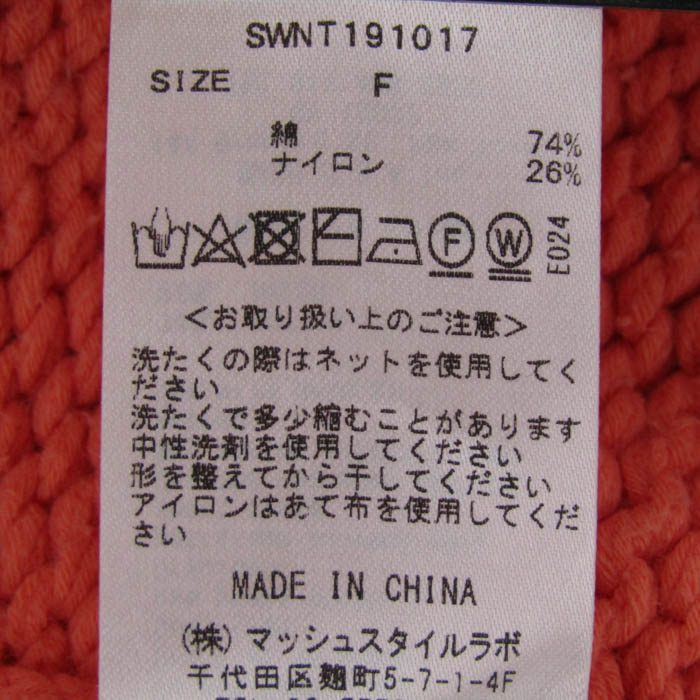 SWNT191017
SIZE F
綿 74%
ナイロン 26%
F W E024
<お取り扱い上のご注意>
洗たくの際はネットを使用してく
ださい
洗たくで多少縮むことがあります
中性洗剤を使用してください
形を整えてから干してください
アイロンはあて布を使用してくだ
さい
MADE IN CHINA
(株)マッシュスタイルラボ
千代田区麹町5-7-1-4F